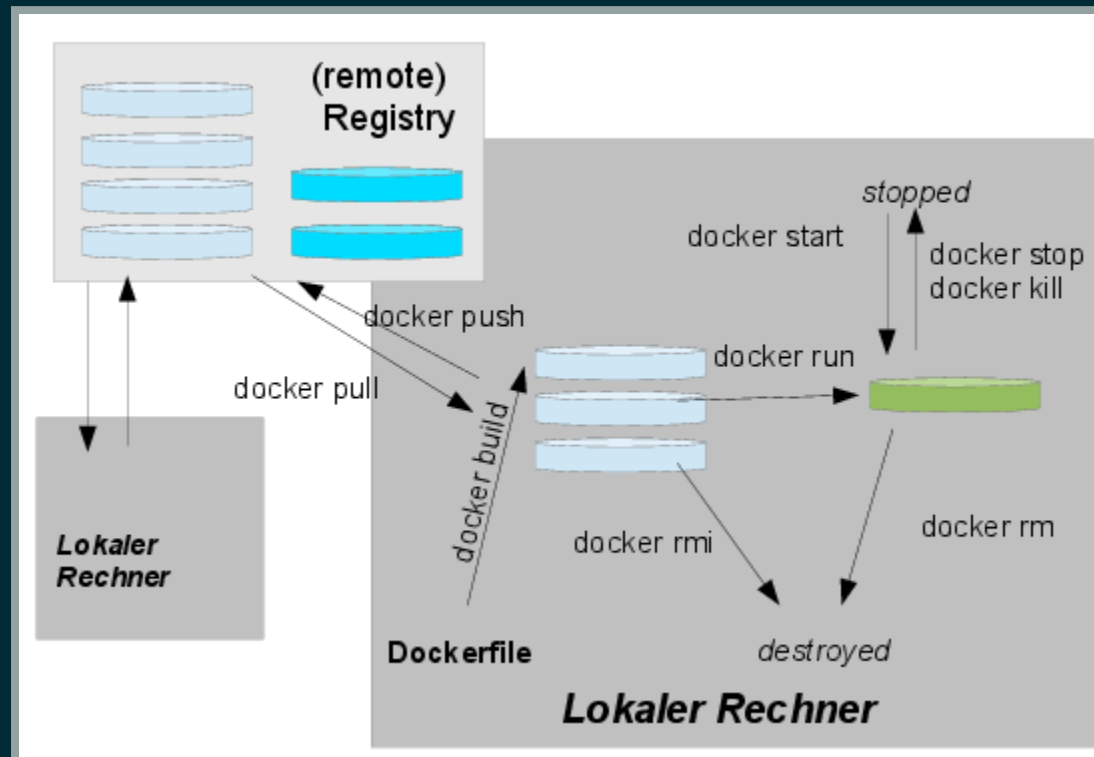 (remote)
Registry
stopped
docker start
docker stop
docker kill
docker push
docker run
docker pull
docker build
Lokaler
Rechner
docker rmi
docker rm
Dockerfile
destroyed
Lokaler Rechner